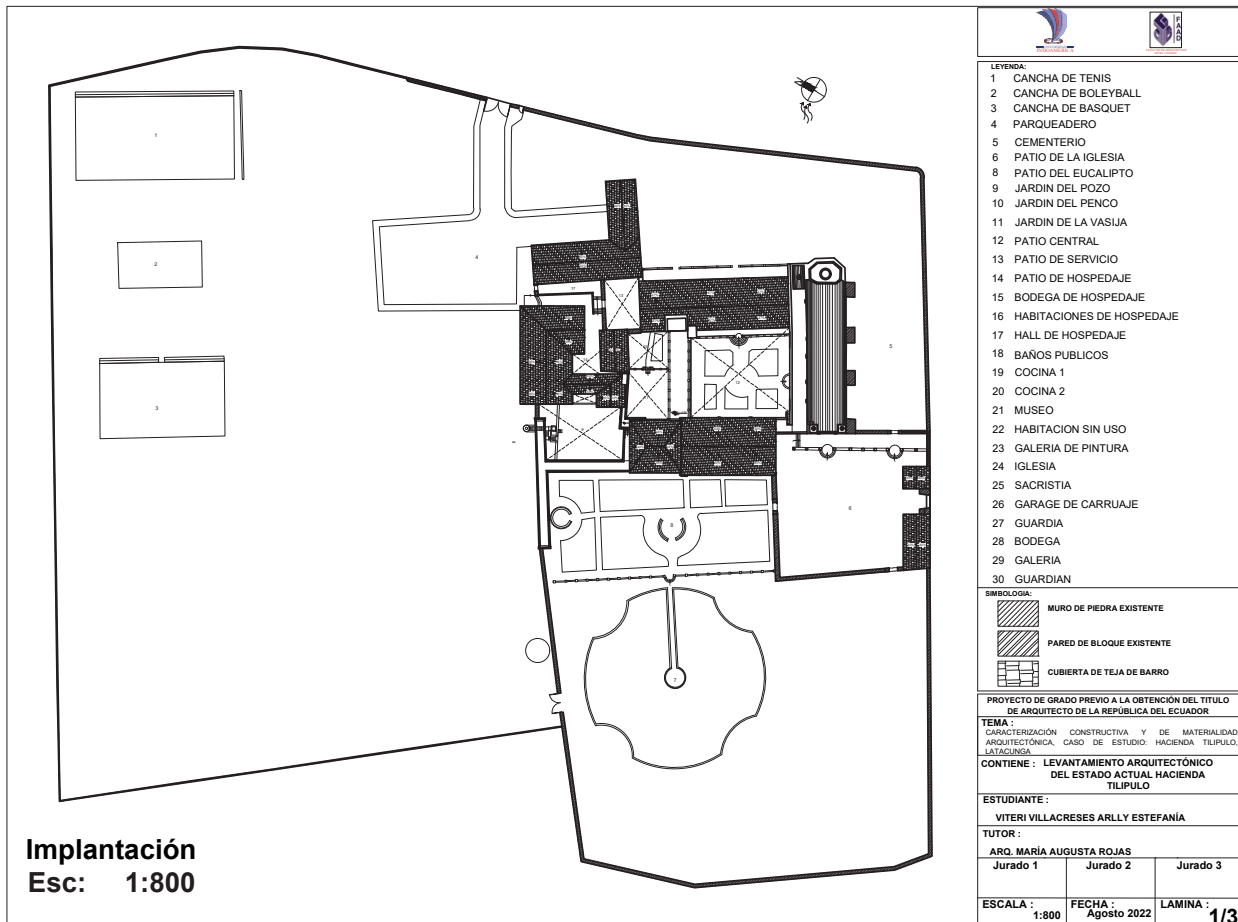 UNIVERSIDAD
INDOAMÉRICA
FAAD
LEYENDA:
1 CANCHA DE TENIS
2 CANCHA DE BOLEYBALL
3 CANCHA DE BASQUET
4 PARQUEADERO
5 CEMENTERIO
6 PATIO DE LA IGLESIA
8 PATIO DEL EUCALIPTO
9 JARDIN DEL POZO
10 JARDIN DEL PENCO
11 JARDIN DE LA VASIJA
12 PATIO CENTRAL
13 PATIO DE SERVICIO
14 PATIO DE HOSPEDAJE
15 BODEGA DE HOSPEDAJE
16 HABITACIONES DE HOSPEDAJE
17 HALL DE HOSPEDAJE
18 BAÑOS PUBLICOS
19 COCINA 1
20 COCINA 2
21 MUSEO
22 HABITACION SIN USO
23 GALERIA DE PINTURA
24 IGLESIA
25 SACRISTIA
26 GARAGE DE CARRUAJE
27 GUARDIA
28 BODEGA
29 GALERIA
30 GUARDIAN
SIMBOLOGIA:
MURO DE PIEDRA EXISTENTE
PARED DE BLOQUE EXISTENTE
CUBIERTA DE TEJA DE BARRO
PROYECTO DE GRADO PREVIO A LA OBTENCIÓN DEL TITULO
DE ARQUITECTO DE LA REPÚBLICA DEL ECUADOR
TEMA :
CARACTERIZACIÓN CONSTRUCTIVA Y DE MATERIALIDAD
ARQUITECTÓNICA, CASO DE ESTUDIO: HACIENDA TILIPULO,
LATACUNGA
CONTIENE : LEVANTAMIENTO ARQUITECTÓNICO
DEL ESTADO ACTUAL HACIENDA
TILIPULO
ESTUDIANTE :
VITERI VILLACRESES ARLLY ESTEFANÍA
TUTOR :
ARQ. MARÍA AUGUSTA ROJAS
Jurado 1 Jurado 2 Jurado 3
ESCALA : 1:800 FECHA : Agosto 2022 LAMINA : 1/3
1
2
3
4
5
6
7
8
12
13
17
Implantación
Esc: 1:800